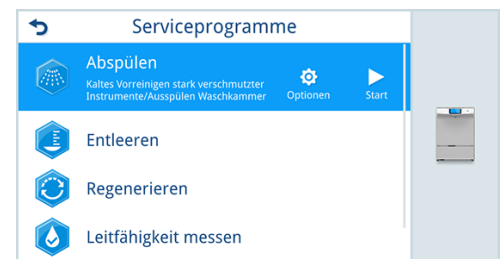 Serviceprogramme
Abspülen
Kaltes Vorreinigen stark verschmutzter
Instrumente/Ausspülen Waschkammer
Optionen
Start
Entleeren
Regenerieren
Leitfähigkeit messen